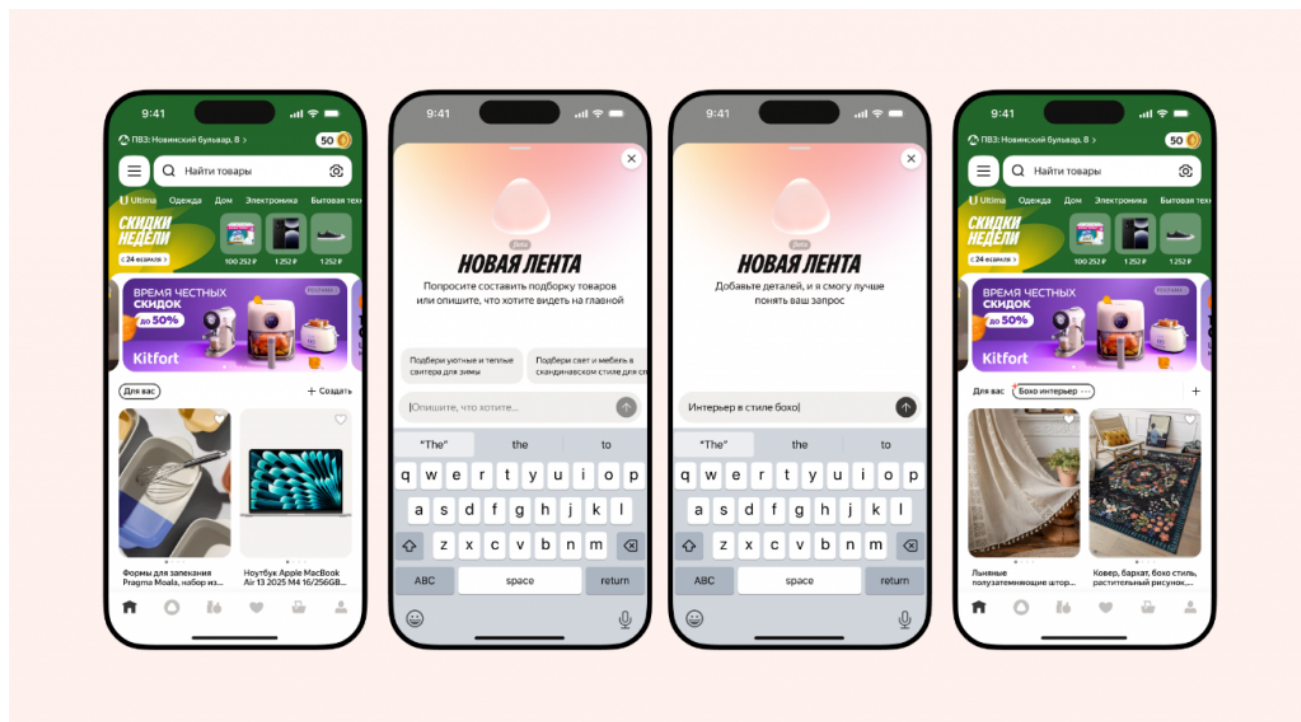 9:41
ПВЗ: Новинский бульвар, 8 >
50
Найти товары
Ultima Одежда Дом Электроника Бытовая техн
СКИДКИ
НЕДЕЛИ
с 24 февраля >
100 252 ₽ 1 252 ₽ 1 252 ₽
ВРЕМЯ ЧЕСТНЫХ
СКИДОК
до 50%
Kitfort
Для вас
+ Создать
Формы для запекания
Pragma Moala, набор из...
Ноутбук Apple MacBook
Air 13 2025 M4 16/256GB...
9:41
Beta
НОВАЯ ЛЕНТА
Попросите составить подборку товаров
или опишите, что хотите видеть на главной
Подбери уютные и теплые
свитера для зимы
Подбери свет и мебель в
скандинавском стиле для сп
Опишите, что хотите...
"The" the to
q w e r t y u i o p
a s d f g h j k l
z x c v b n m
ABC space return
9:41
Beta
НОВАЯ ЛЕНТА
Добавьте деталей, и я смогу лучше
понять ваш запрос
Интерьер в стиле бохо
"The" the to
q w e r t y u i o p
a s d f g h j k l
z x c v b n m
ABC space return
9:41
ПВЗ: Новинский бульвар, 8 >
50
Найти товары
Ultima Одежда Дом Электроника Бытовая техн
СКИДКИ
НЕДЕЛИ
с 24 февраля >
100 252 ₽ 1 252 ₽ 1 252 ₽
ВРЕМЯ ЧЕСТНЫХ
СКИДОК
до 50%
Kitfort
Для вас
Бохо интерьер ...
+
Льняные
полузатемняющие штор...
Ковер, бархат, бохо стиль,
растительный рисунок,...